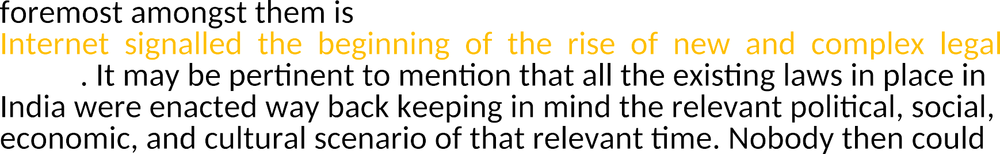 foremost amongst them is
Internet signalled the beginning of the rise of new and complex legal
. It may be pertinent to mention that all the existing laws in place in
India were enacted way back keeping in mind the relevant political, social,
economic, and cultural scenario of that relevant time. Nobody then could